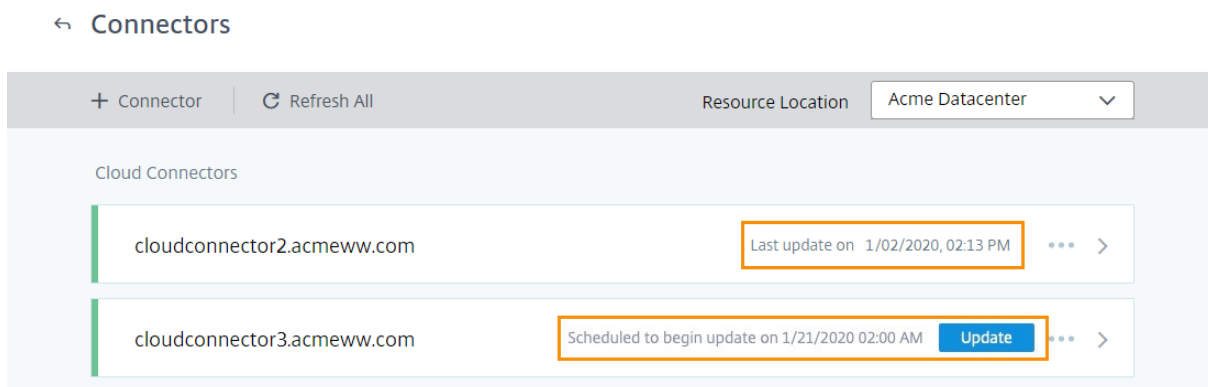 Connectors
+ Connector Refresh All Resource Location Acme Datacenter
Cloud Connectors
cloudconnector2.acmeww.com Last update on 1/02/2020, 02:13 PM
cloudconnector3.acmeww.com Scheduled to begin update on 1/21/2020 02:00 AM Update